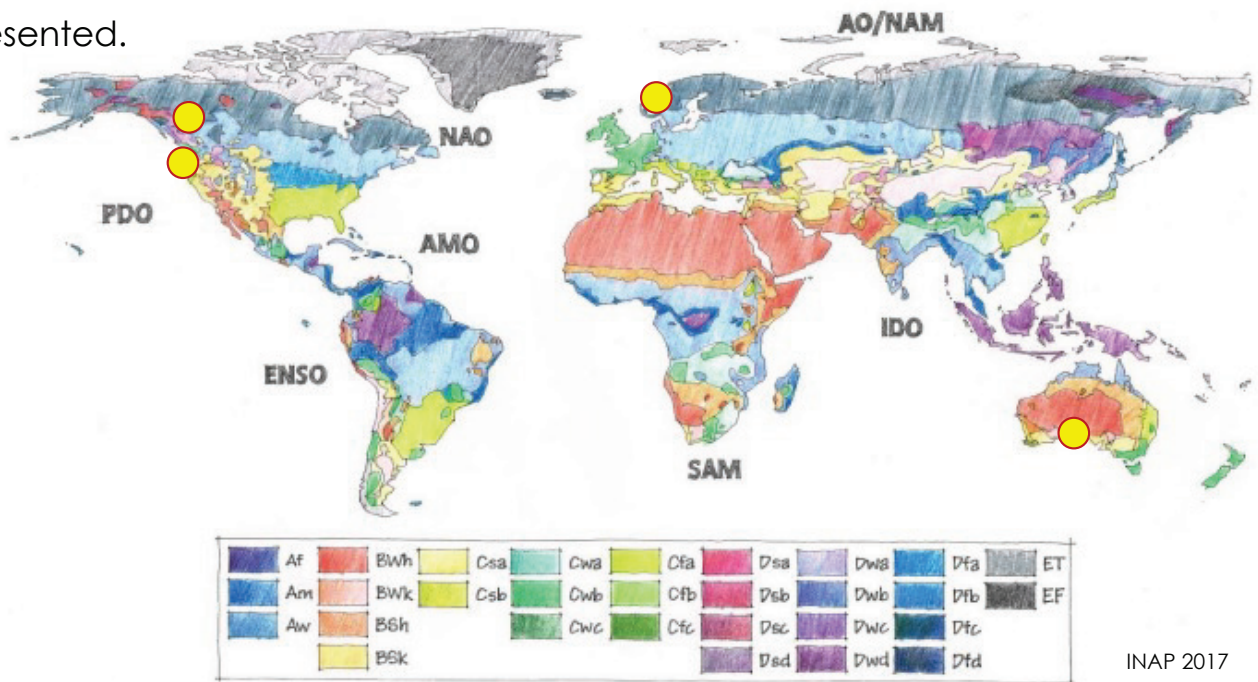 esented.
AO/NAM
NAO
PDO
AMO
IDO
ENSO
SAM
Af BWh Csa Cwa Cfa Dsa Dwa Dfa ET
Am BWk Csb Cwb Cfb Dsb Dwb Dfb EF
Aw BSh Cwc Cfc Dsc Dwc Dfc
BSk Dsd Dwd Dfd
INAP 2017